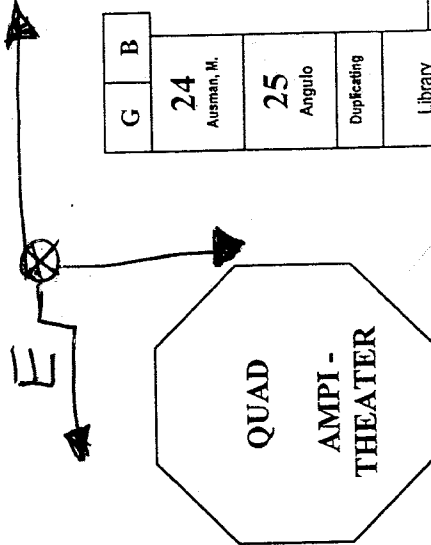 E
G B
24
Ausman, M.
25
Angulo
Duplicating
Library
QUAD
AMPI -
THEATER